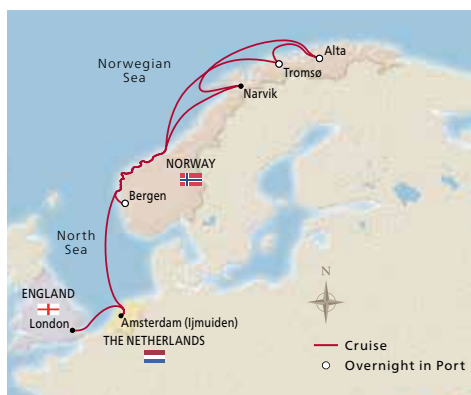 Norwegian
Sea
Alta
Tromsø
Narvik
NORWAY
Bergen
North
Sea
ENGLAND
London
Amsterdam (Ijmuiden)
THE NETHERLANDS
N
Cruise
Overnight in Port